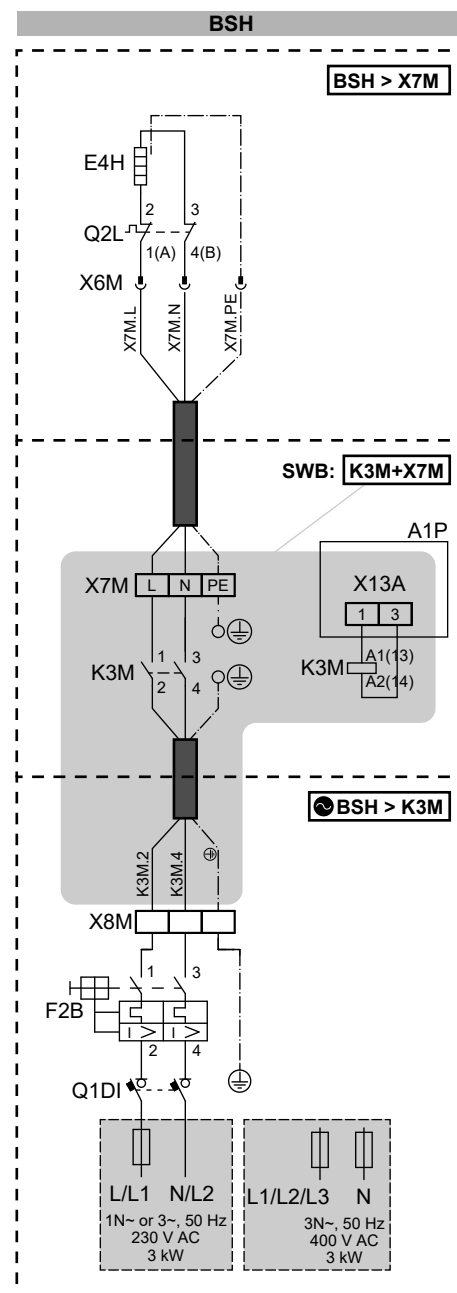 BSH
BSH > X7M
E4H
2 3
Q2L
1(A) 4(B)
X6M
X7M.L X7M.N X7M.PE
SWB: K3M+X7M
A1P
X7M L N PE
X13A
1 3
K3M 1 3
2 4
K3M A1(13)
A2(14)
BSH > K3M
K3M.2 K3M.4
X8M
1 3
F2B
I > I >
2 4
Q1DI
L/L1 N/L2
1N~ or 3~, 50 Hz
230 V AC
3 kW
L1/L2/L3 N
3N~, 50 Hz
400 V AC
3 kW